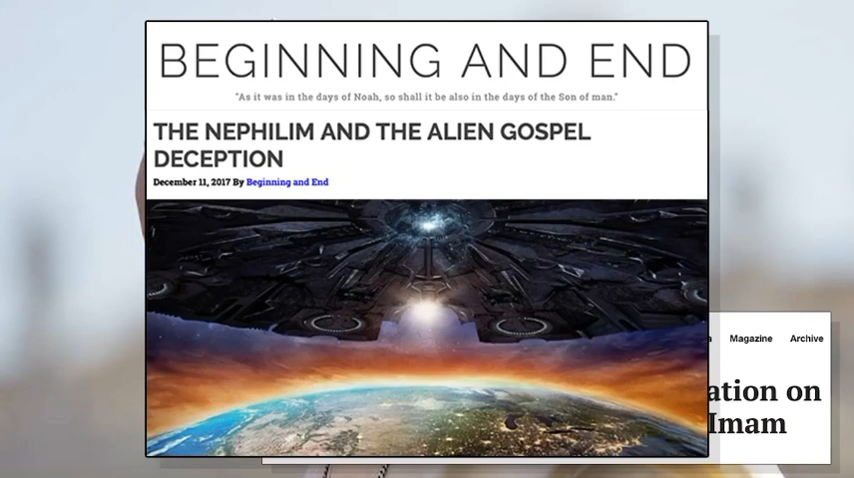 BEGINNING AND END
"As it was in the days of Noah, so shall it be also in the days of the Son of man."
THE NEPHILIM AND THE ALIEN GOSPEL
DECEPTION
December 11, 2017 By Beginning and End
Magazine Archive
on
Imam